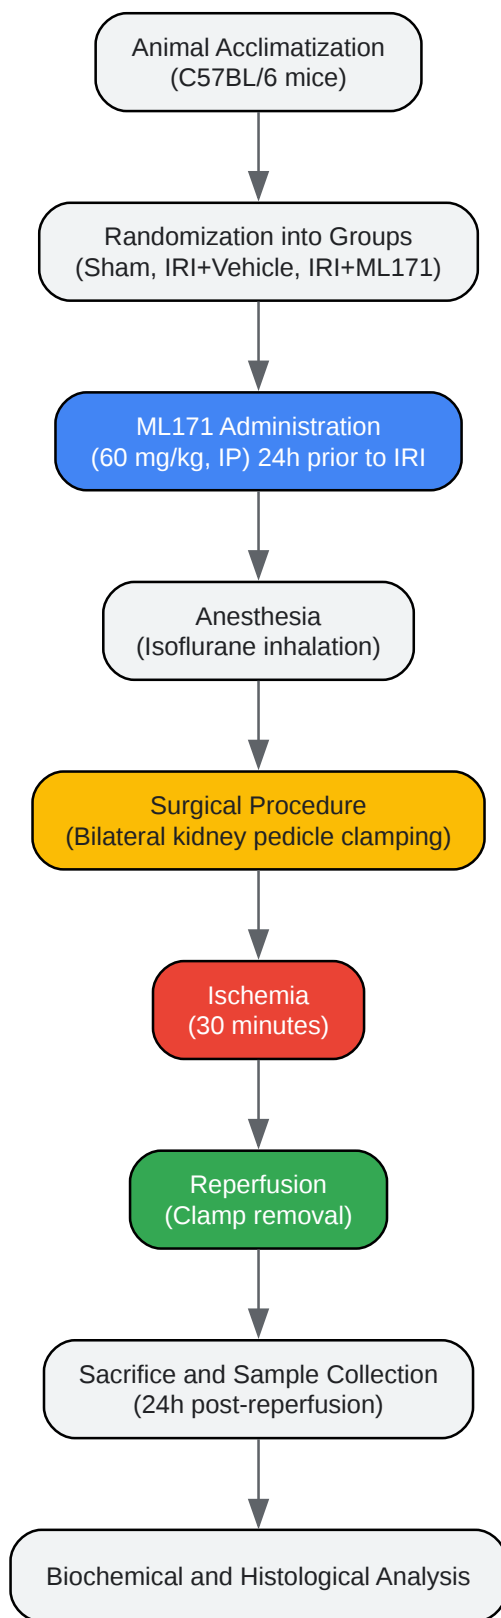 Animal Acclimatization
(C57BL/6 mice)
Randomization into Groups
(Sham, IRI+Vehicle, IRI+ML171)
ML171 Administration
(60 mg/kg, IP) 24h prior to IRI
Anesthesia
(Isoflurane inhalation)
Surgical Procedure
(Bilateral kidney pedicle clamping)
Ischemia
(30 minutes)
Reperfusion
(Clamp removal)
Sacrifice and Sample Collection
(24h post-reperfusion)
Biochemical and Histological Analysis